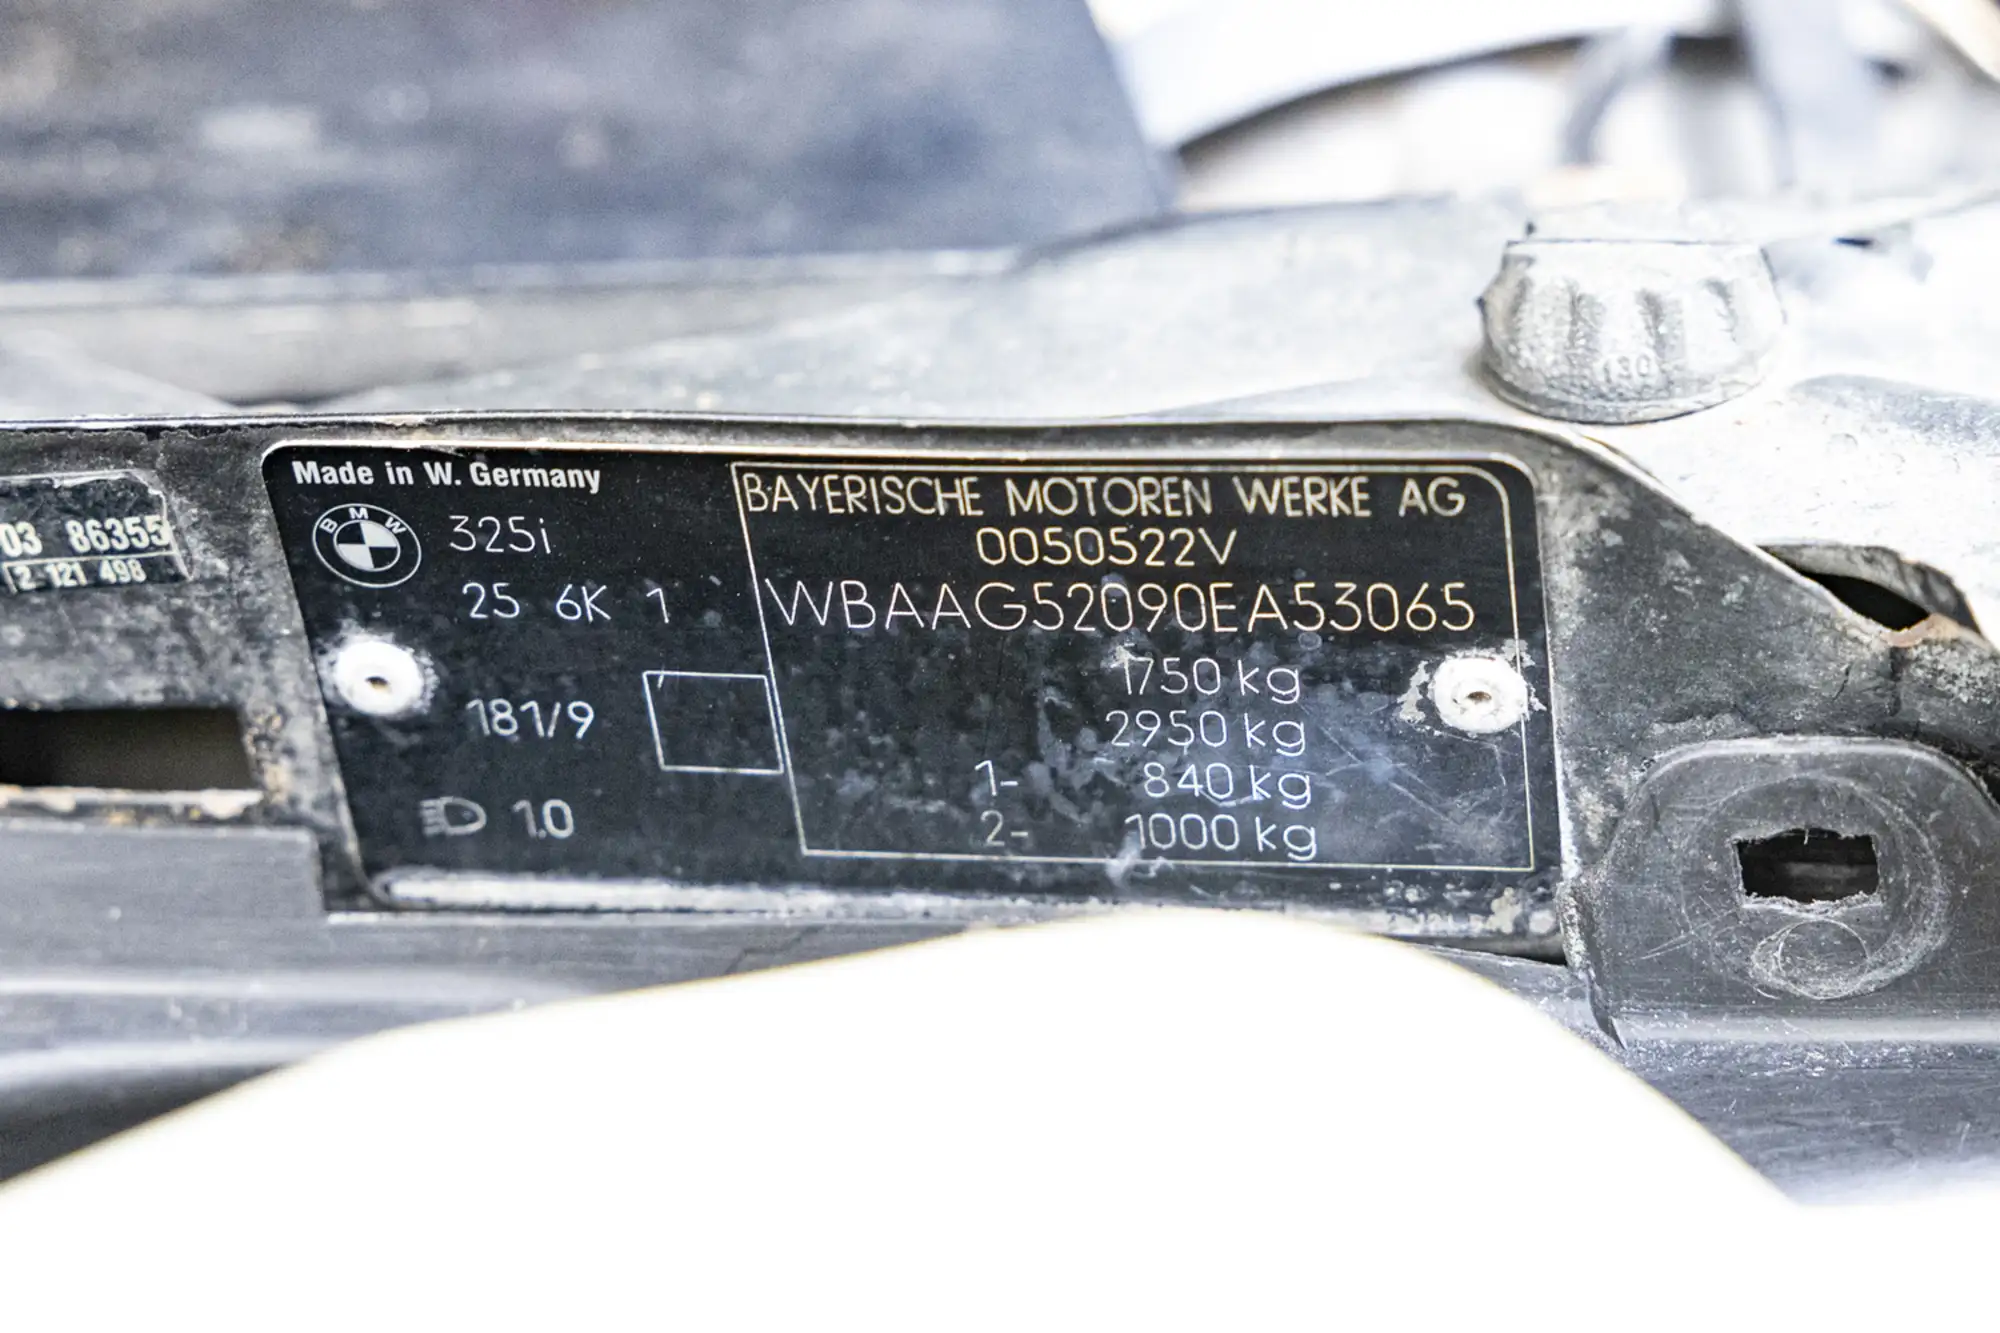 03 86355
2 121 498
Made in W. Germany
BMW
325i
25 6K 1
181/9
1.0
BAYERISCHE MOTOREN WERKE AG
0050522V
WBAAG52090EA53065
1750 kg
2950 kg
1- 840 kg
2- 1000 kg
130